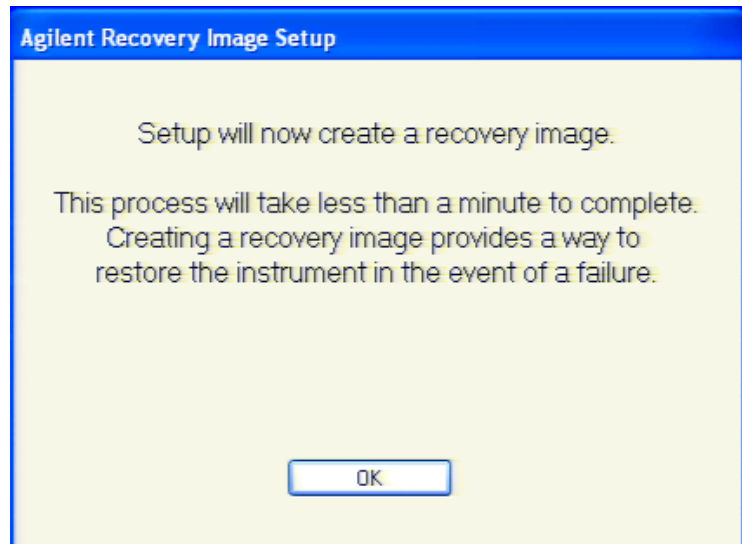 Agilent Recovery Image Setup
Setup will now create a recovery image.
This process will take less than a minute to complete.
Creating a recovery image provides a way to
restore the instrument in the event of a failure.
OK